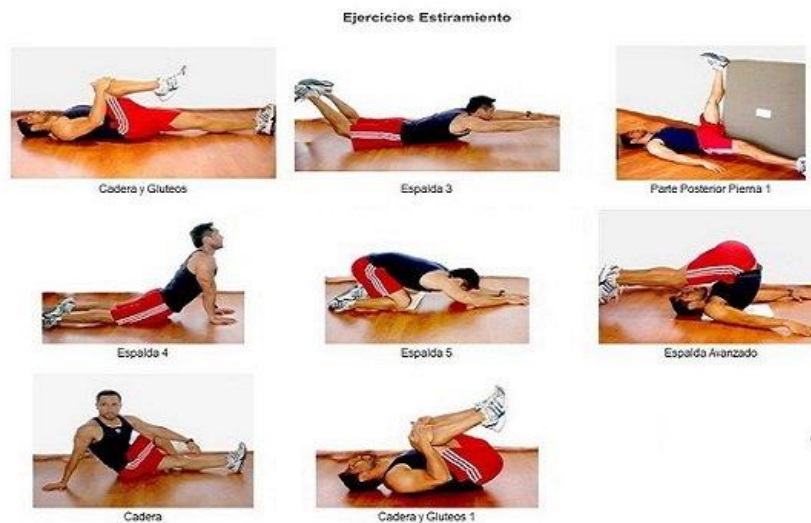 Ejercicios Estiramiento
Cadera y Gluteos
Espalda 3
Parte Posterior Pierna 1
Espalda 4
Espalda 5
Espalda Avanzado
Cadera
Cadera y Gluteos 1